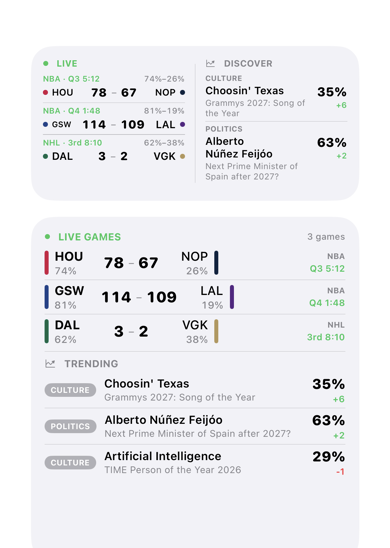 LIVE
NBA · Q3 5:12 74%–26%
HOU 78 – 67 NOP
NBA · Q4 1:48 81%–19%
GSW 114 – 109 LAL
NHL · 3rd 8:10 62%–38%
DAL 3 – 2 VGK
DISCOVER
CULTURE
Choosin' Texas 35%
Grammys 2027: Song of +6
the Year
POLITICS
Alberto 63%
Núñez Feijóo +2
Next Prime Minister of
Spain after 2027?
LIVE GAMES 3 games
HOU 78 – 67 NOP NBA
74% 26% Q3 5:12
GSW 114 – 109 LAL NBA
81% 19% Q4 1:48
DAL 3 – 2 VGK NHL
62% 38% 3rd 8:10
TRENDING
CULTURE Choosin' Texas 35%
Grammys 2027: Song of the Year +6
POLITICS Alberto Núñez Feijóo 63%
Next Prime Minister of Spain after 2027? +2
CULTURE Artificial Intelligence 29%
TIME Person of the Year 2026 -1